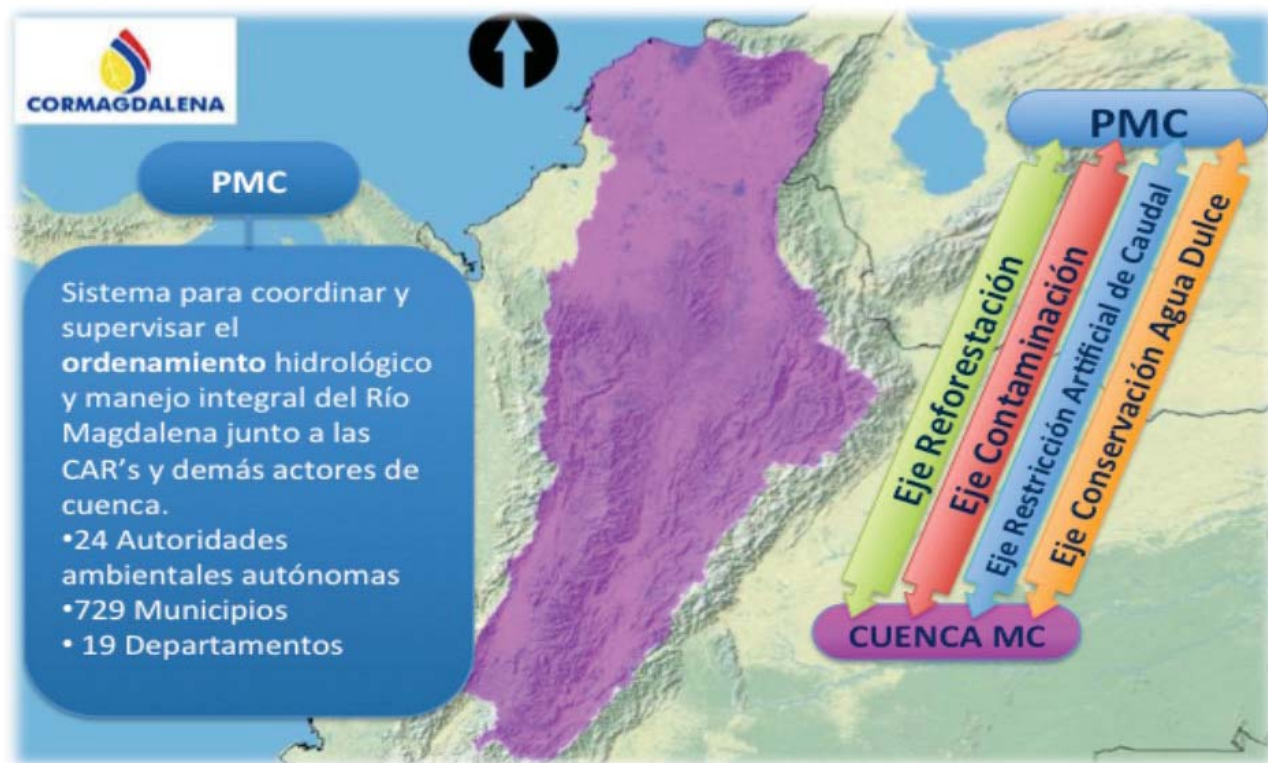 CORMAGDALENA
PMC
Sistema para coordinar y
supervisar el
ordenamiento hidrológico
y manejo integral del Río
Magdalena junto a las
CAR's y demás actores de
cuenca.
•24 Autoridades
ambientales autónomas
•729 Municipios
• 19 Departamentos
PMC
Eje Reforestación
Eje Contaminación
Eje Restricción Artificial de Caudal
Eje Conservación Agua Dulce
CUENCA MC